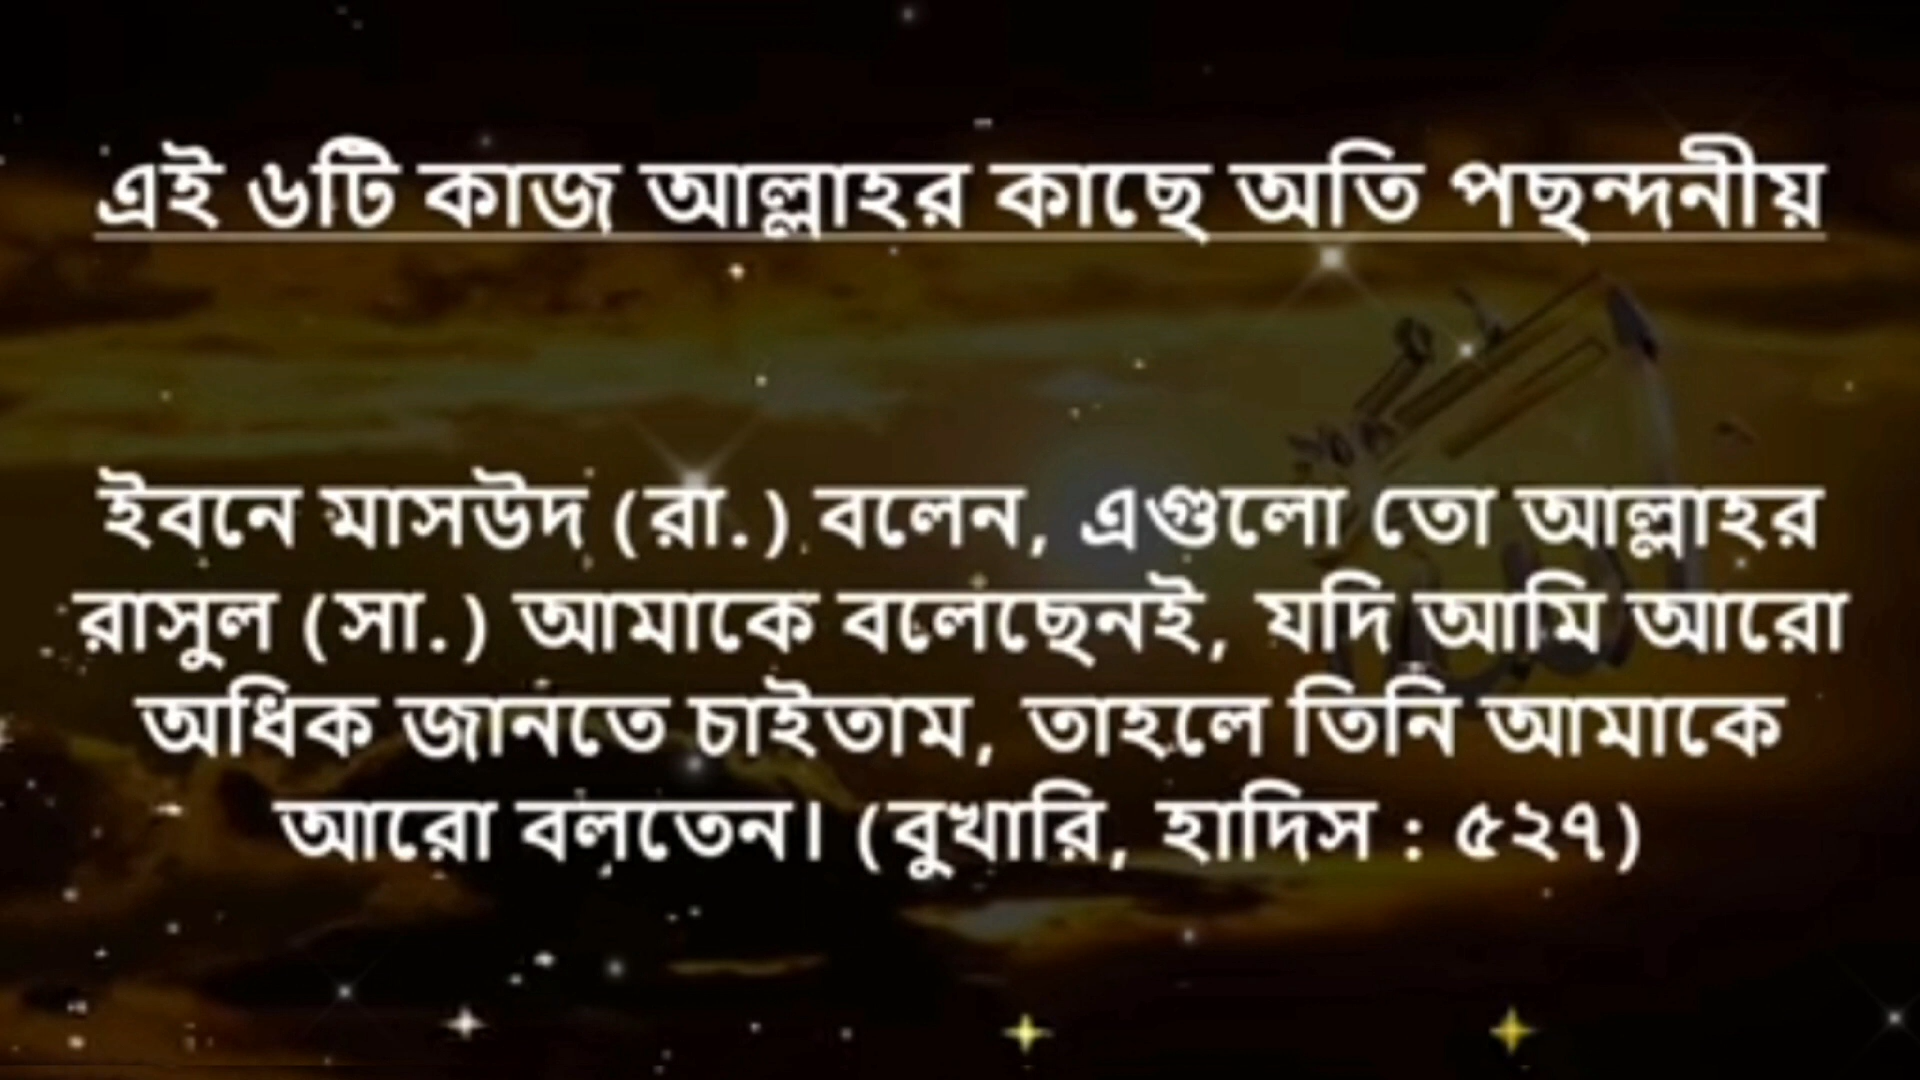 এই ৬টি কাজ আল্লাহর কাছে অতি পছন্দনীয়
ইবনে মাসউদ (রা.) বলেন, এগুলো তো আল্লাহর
রাসুল (সা.) আমাকে বলেছেনই, যদি আমি আরো
অধিক জানতে চাইতাম, তাহলে তিনি আমাকে
আরো বলতেন। (বুখারি, হাদিস : ৫২৭)